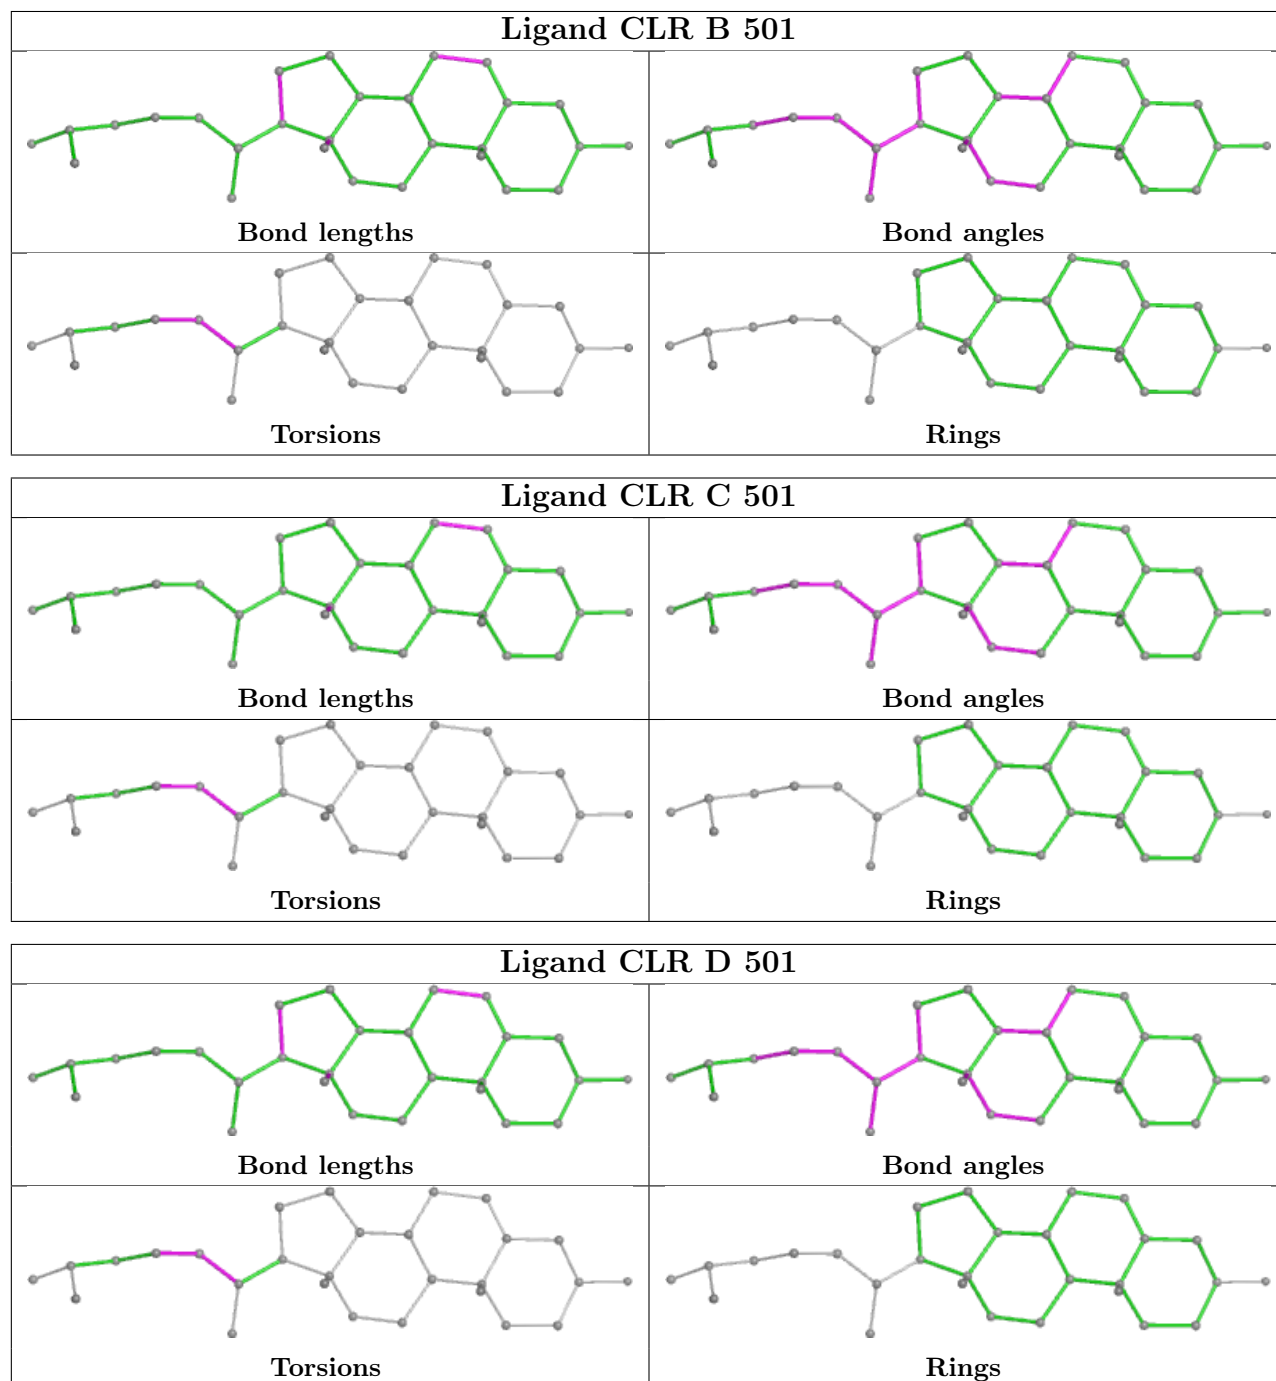 Ligand CLR B 501
Bond lengths
Bond angles
Torsions
Rings
Ligand CLR C 501
Bond lengths
Bond angles
Torsions
Rings
Ligand CLR D 501
Bond lengths
Bond angles
Torsions
Rings